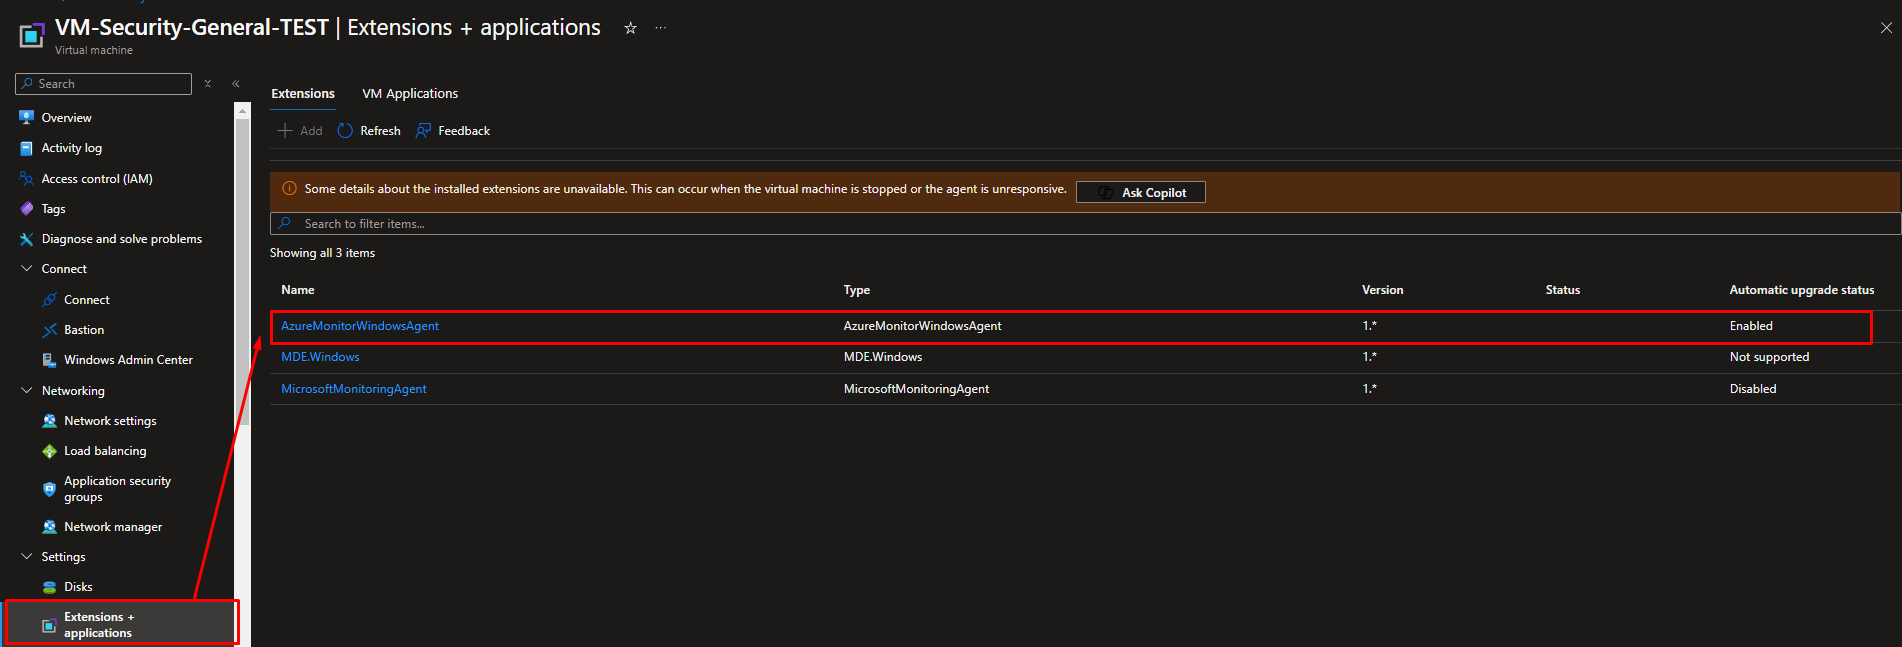 VM-Security-General-TEST | Extensions + applications
Virtual machine
Search
Overview
Activity log
Access control (IAM)
Tags
Diagnose and solve problems
Connect
Connect
Bastion
Windows Admin Center
Networking
Network settings
Load balancing
Application security
groups
Network manager
Settings
Disks
Extensions +
applications
Extensions VM Applications
Add Refresh Feedback
Some details about the installed extensions are unavailable. This can occur when the virtual machine is stopped or the agent is unresponsive. Ask Copilot
Search to filter items...
Showing all 3 items
Name Type Version Status Automatic upgrade status
AzureMonitorWindowsAgent AzureMonitorWindowsAgent 1.* Enabled
MDE.Windows MDE.Windows 1.* Not supported
MicrosoftMonitoringAgent MicrosoftMonitoringAgent 1.* Disabled